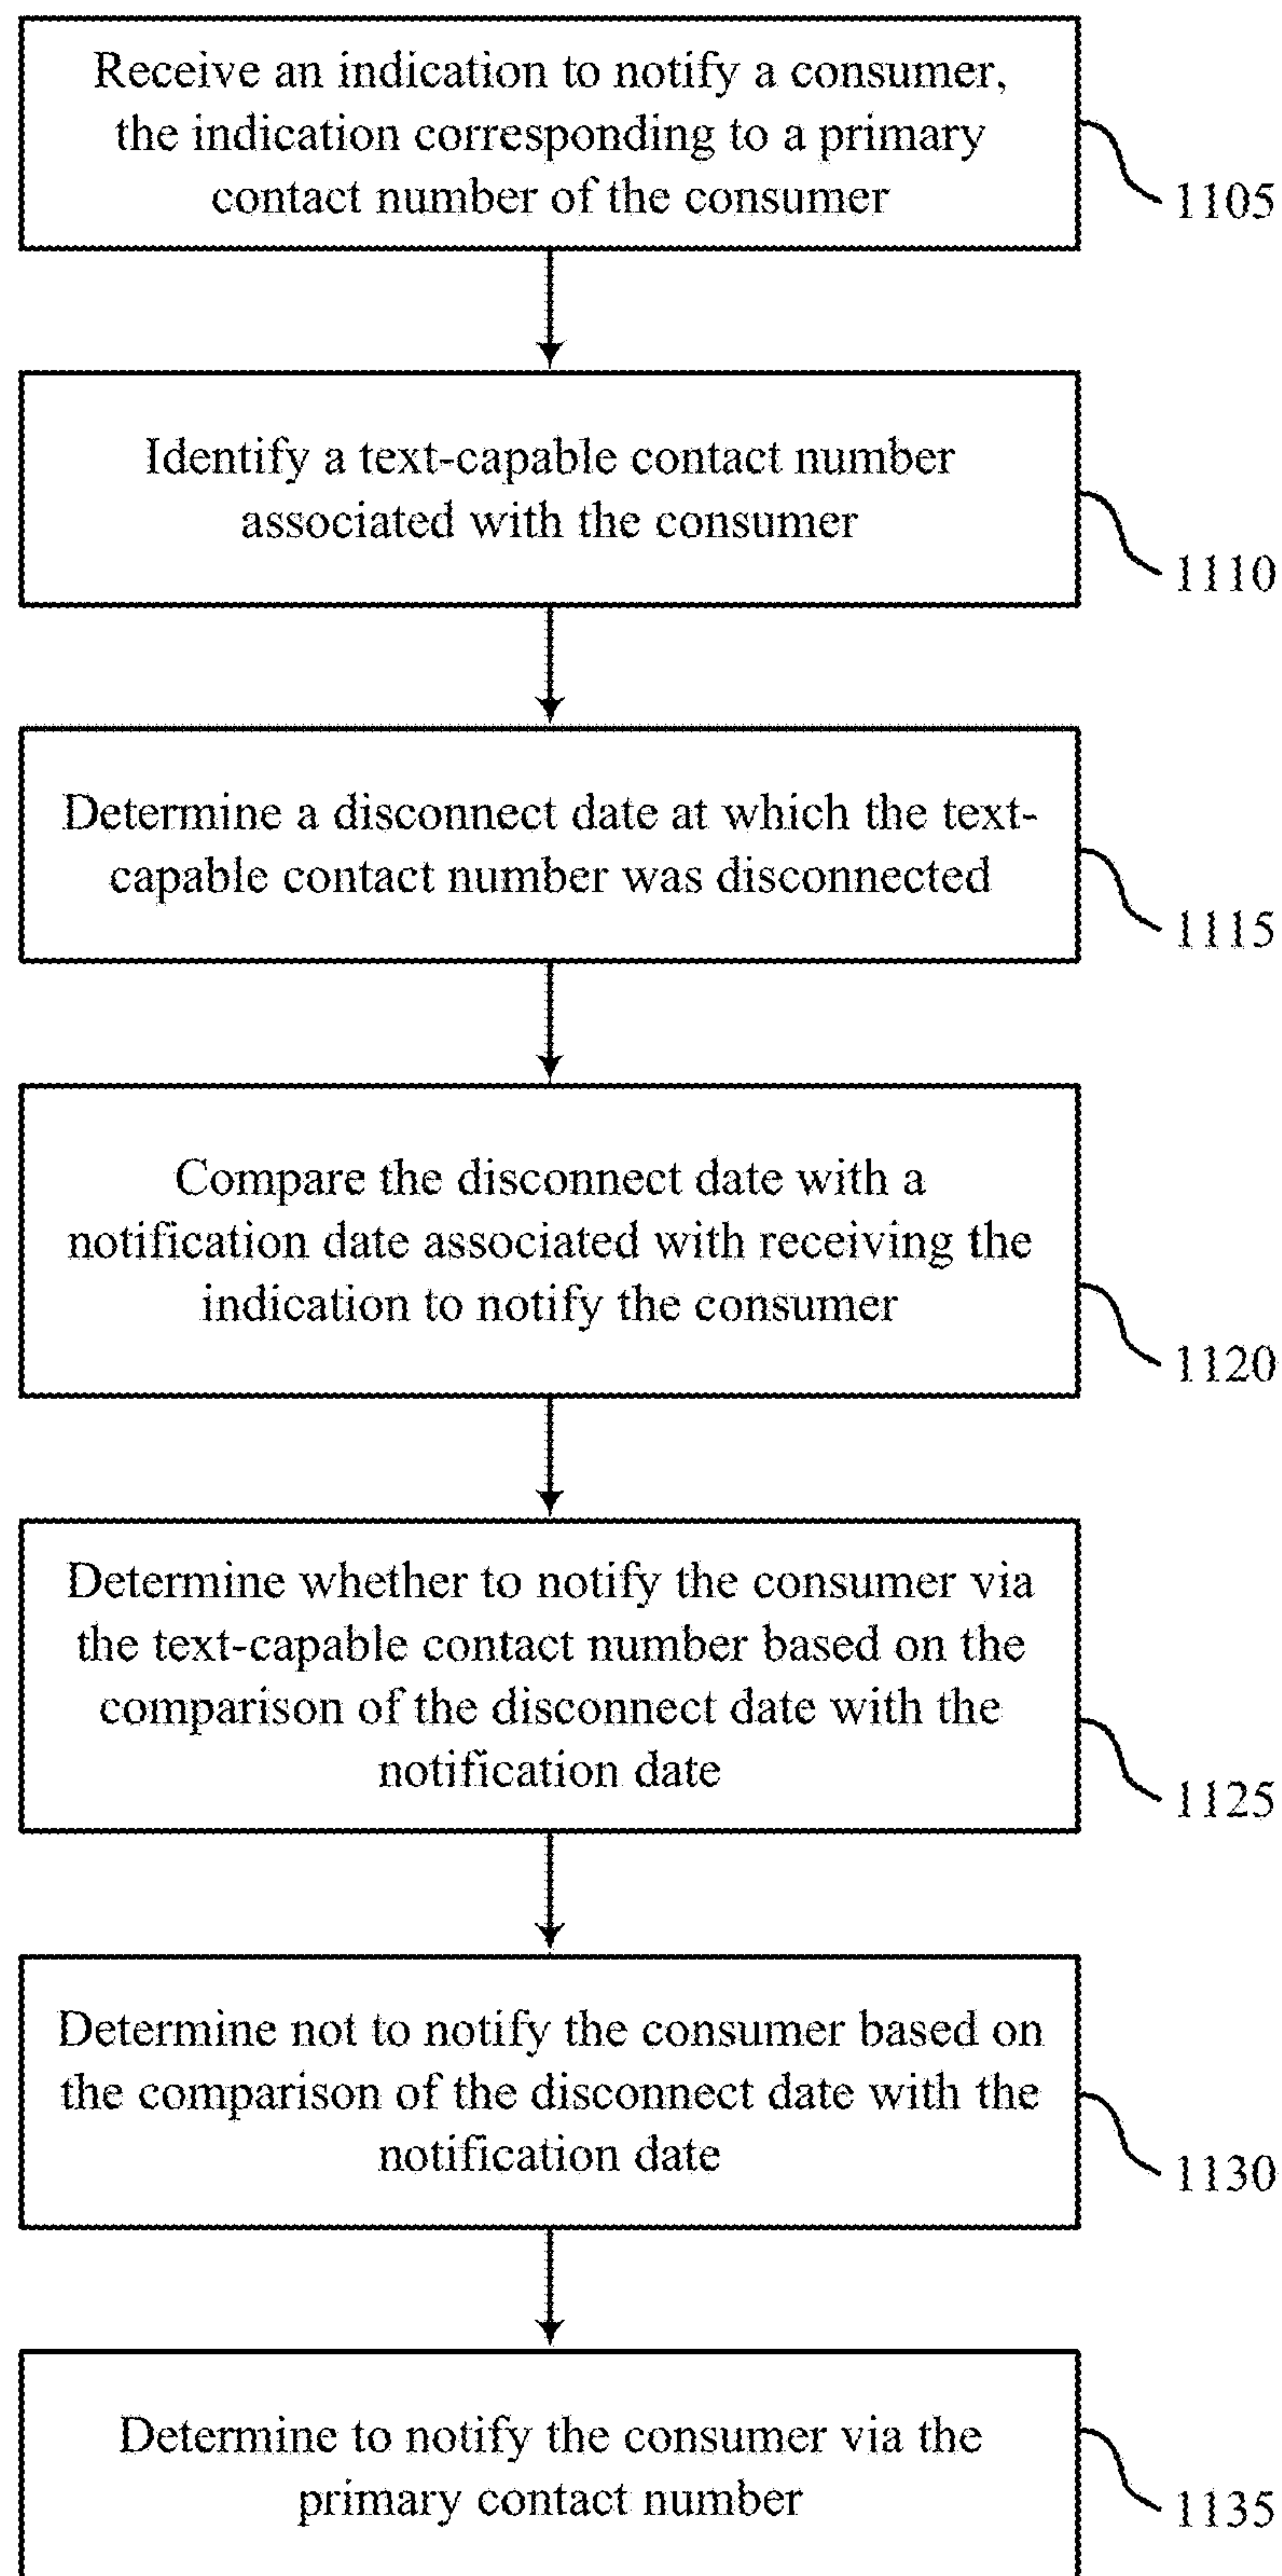 Receive an indication to notify a consumer,
the indication corresponding to a primary
contact number of the consumer
1105
Identify a text-capable contact number
associated with the consumer
1110
Determine a disconnect date at which the text-
capable contact number was disconnected
1115
Compare the disconnect date with a
notification date associated with receiving the
indication to notify the consumer
1120
Determine whether to notify the consumer via
the text-capable contact number based on the
comparison of the disconnect date with the
notification date
1125
Determine not to notify the consumer based on
the comparison of the disconnect date with the
notification date
1130
Determine to notify the consumer via the
primary contact number
1135